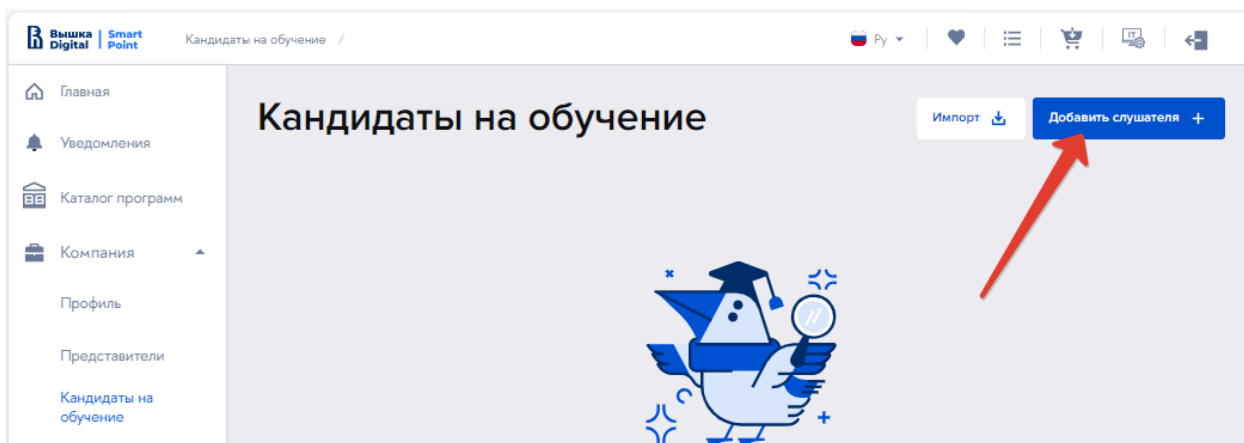 Вышка Digital | Smart Point
Кандидаты на обучение /
Ру
IT
Главная
Уведомления
Каталог программ
Компания
Профиль
Представители
Кандидаты на
обучение
Кандидаты на обучение
Импорт
Добавить слушателя +